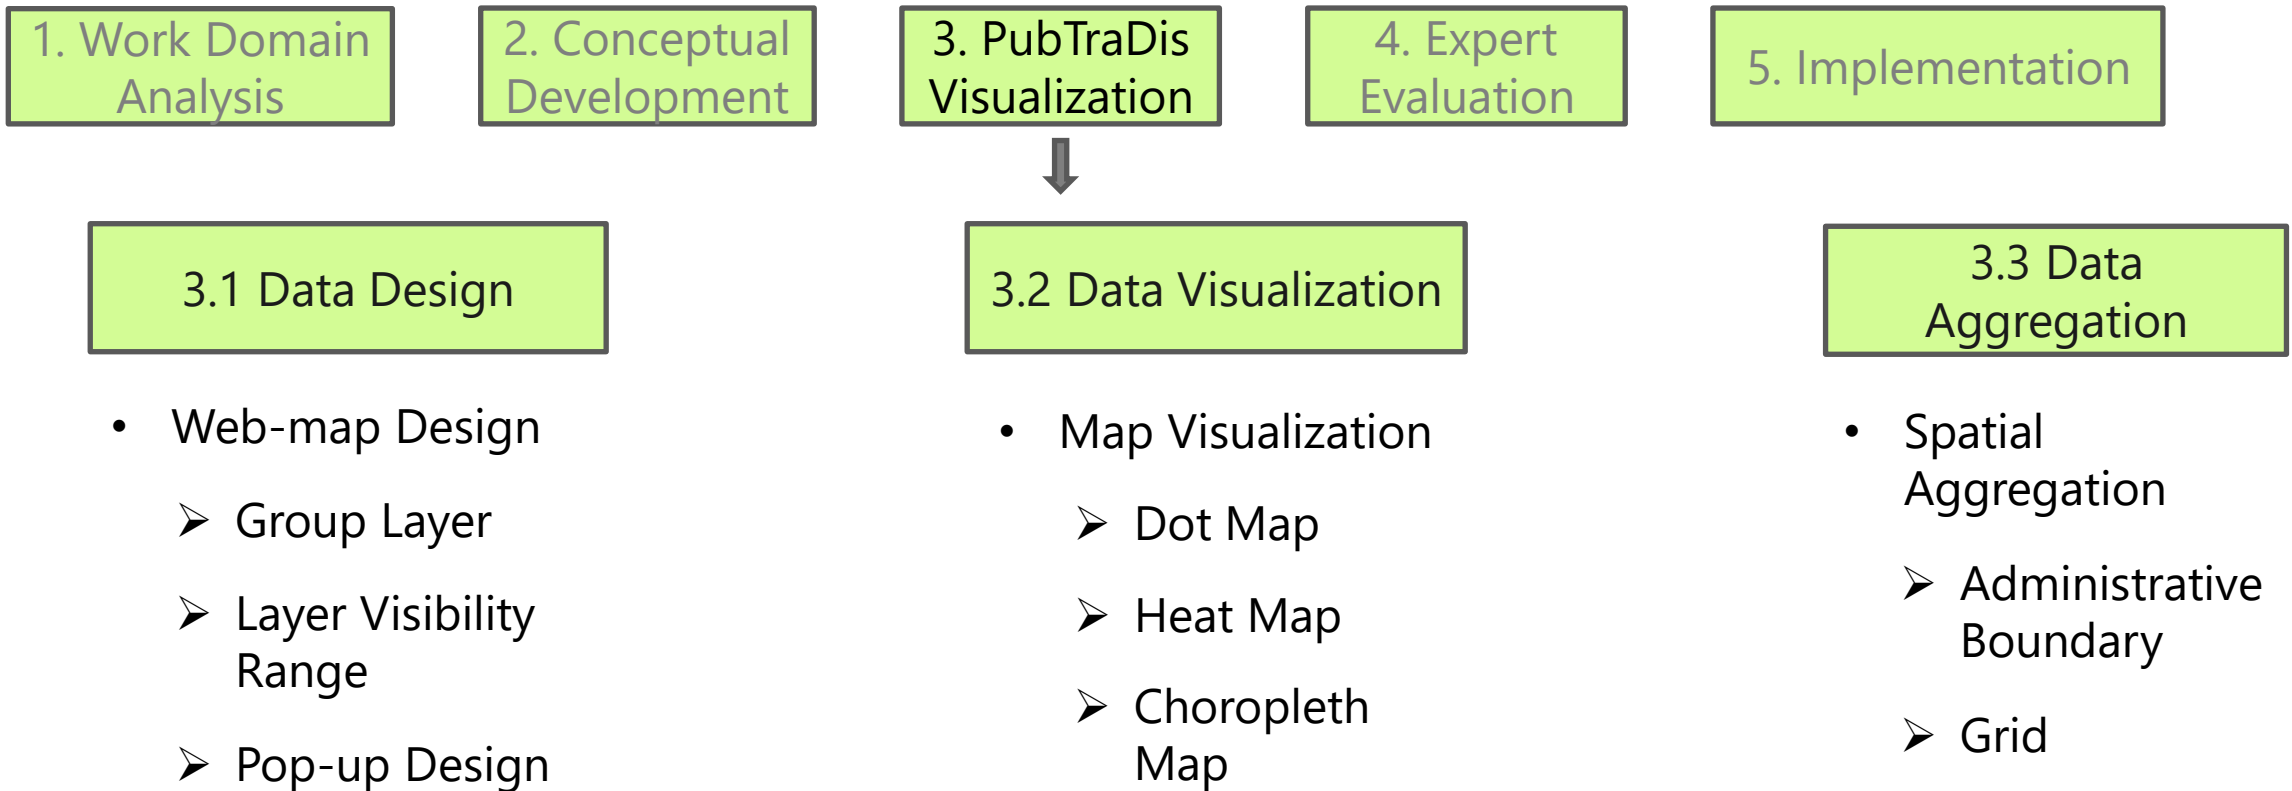 1. Work Domain
Analysis
2. Conceptual
Development
3. PubTraDis
Visualization
4. Expert
Evaluation
5. Implementation
3.1 Data Design
• Web-map Design
➢ Group Layer
➢ Layer Visibility
Range
➢ Pop-up Design
3.2 Data Visualization
• Map Visualization
➢ Dot Map
➢ Heat Map
➢ Choropleth
Map
3.3 Data
Aggregation
• Spatial
Aggregation
➢ Administrative
Boundary
➢ Grid